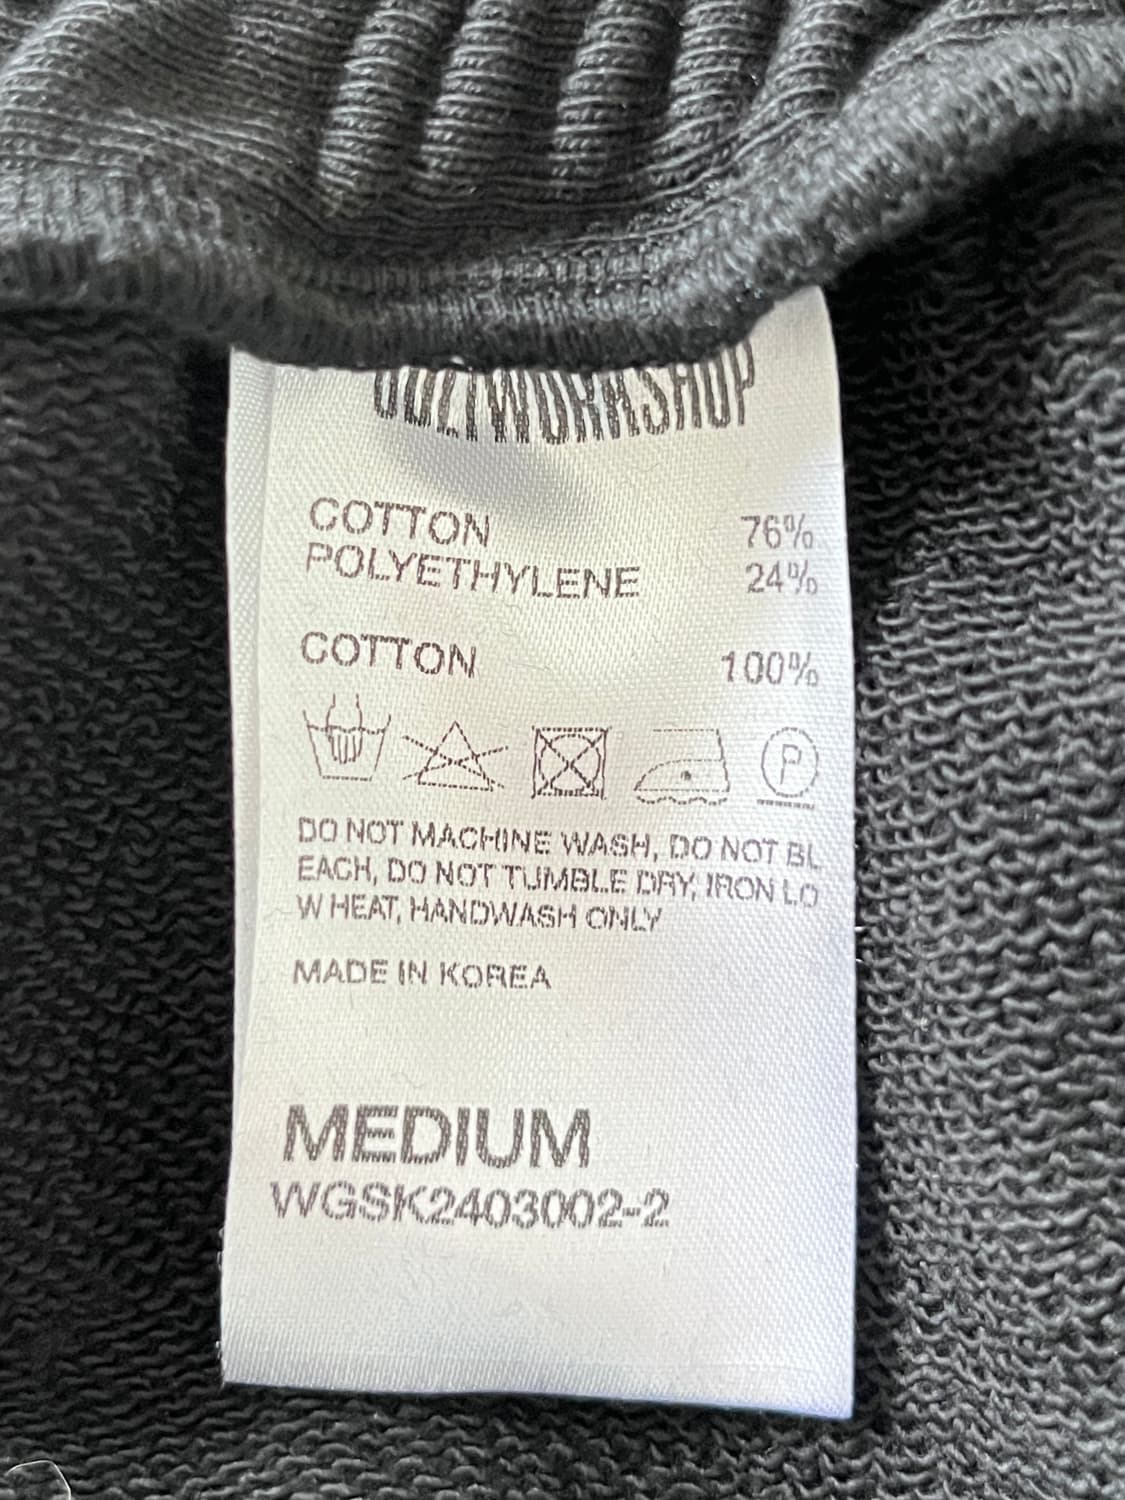 COTTON 76%
POLYETHYLENE 24%
COTTON 100%
P
DO NOT MACHINE WASH, DO NOT BL
EACH, DO NOT TUMBLE DRY, IRON LO
W HEAT, HANDWASH ONLY
MADE IN KOREA
MEDIUM
WGSK2403002-2